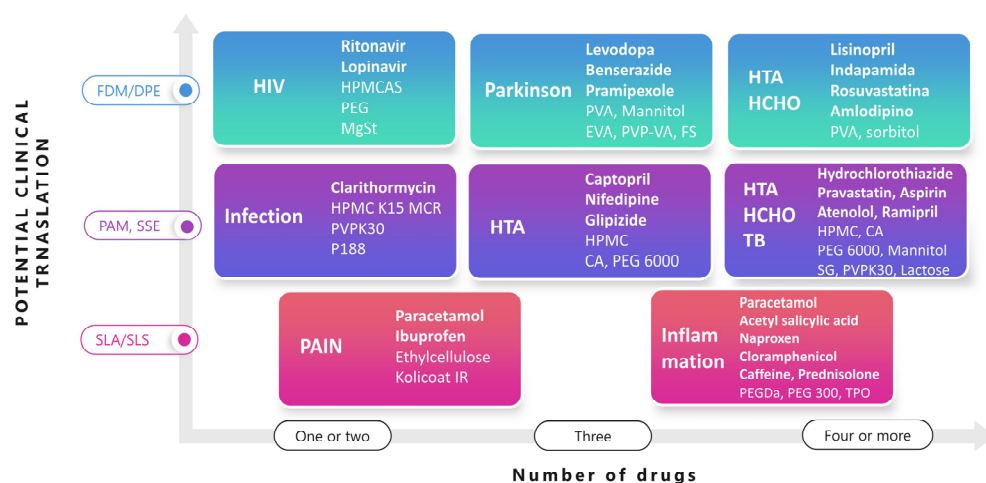 POTENTIAL CLINICAL
TRNASLATION
FDM/DPE
HIV
Ritonavir
Lopinavir
HPMCAS
PEG
MgSt
Parkinson
Levodopa
Benserazide
Pramipexole
PVA, Mannitol
EVA, PVP-VA, FS
HTA
HCHO
Lisinopril
Indapamida
Rosuvastatina
Amlodipino
PVA, sorbitol
PAM, SSE
Infection
Clarithormycin
HPMC K15 MCR
PVPK30
P188
HTA
Captopril
Nifedipine
Glipizide
HPMC
CA, PEG 6000
HTA
HCHO
TB
Hydrochlorothiazide
Pravastatin, Aspirin
Atenolol, Ramipril
HPMC, CA
PEG 6000, Mannitol
SG, PVPK30, Lactose
SLA/SLS
PAIN
Paracetamol
Ibuprofen
Ethylcellulose
Kolicoat IR
Inflam
mation
Paracetamol
Acetyl salicylic acid
Naproxen
Cloramphenicol
Caffeine, Prednisolone
PEGDa, PEG 300, TPO
One or two
Three
Four or more
Number of drugs